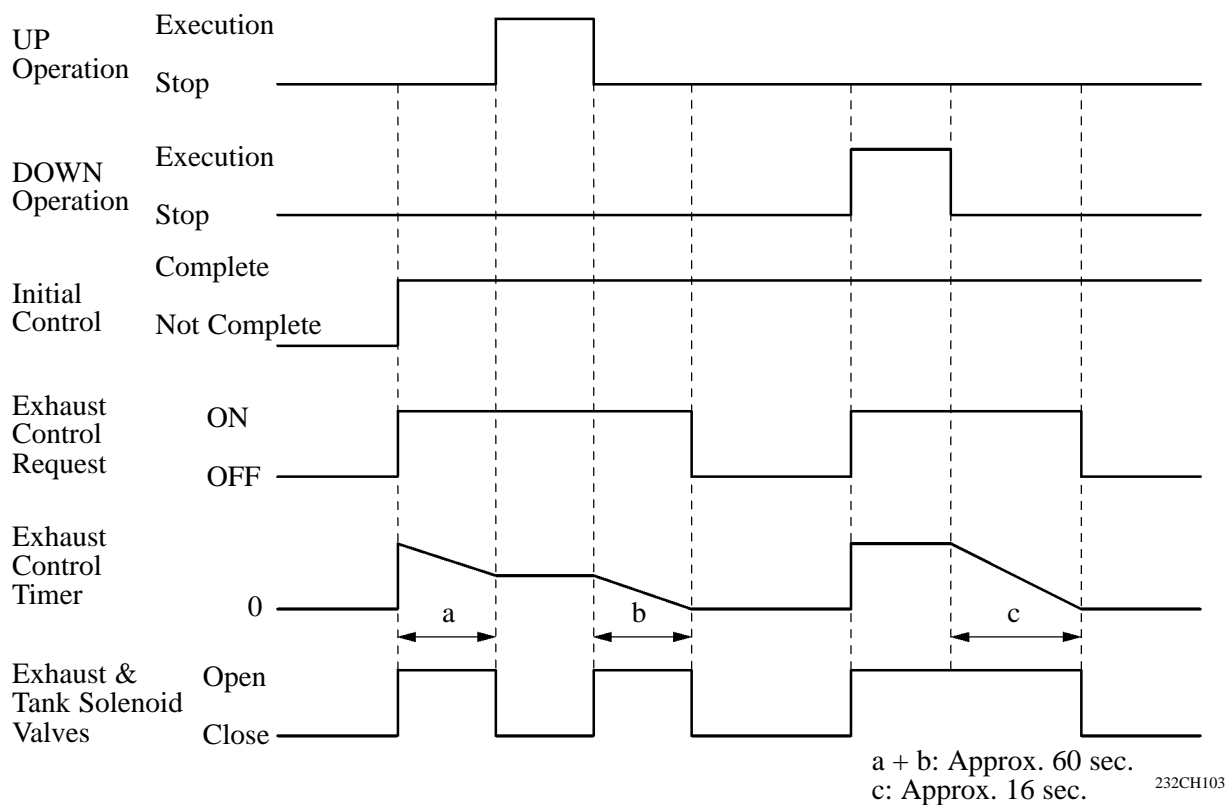 UP
Operation
Execution
Stop
DOWN
Operation
Execution
Stop
Initial
Control
Complete
Not Complete
Exhaust
Control
Request
ON
OFF
Exhaust
Control
Timer
0
a
b
c
Exhaust &
Tank Solenoid
Valves
Open
Close
a + b: Approx. 60 sec.
c: Approx. 16 sec.
232CH103